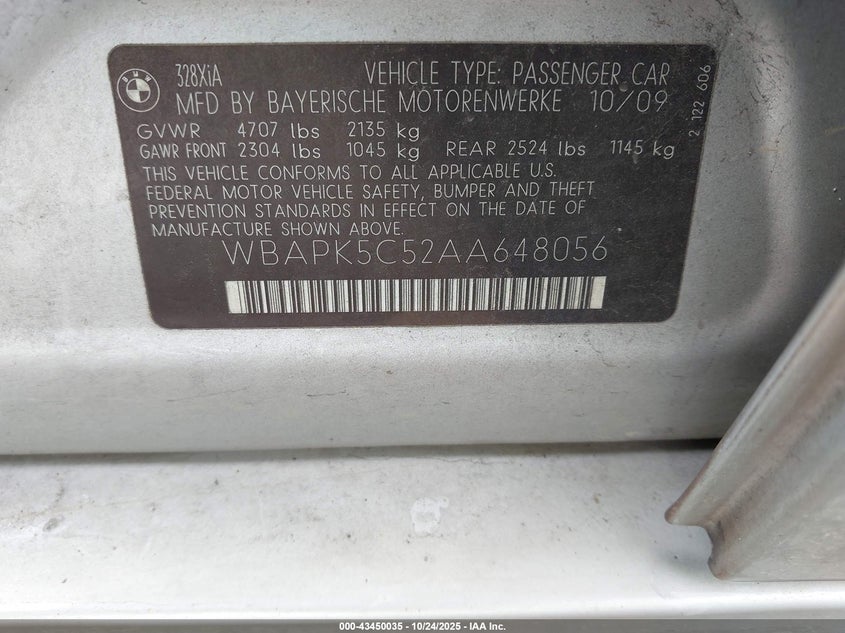 BMW
328XiA VEHICLE TYPE: PASSENGER CAR
MFD BY BAYERISCHE MOTORENWERKE 10/09
GVWR 4707 lbs 2135 kg
GAWR FRONT 2304 lbs 1045 kg REAR 2524 lbs 1145 kg
THIS VEHICLE CONFORMS TO ALL APPLICABLE U.S.
FEDERAL MOTOR VEHICLE SAFETY, BUMPER AND THEFT
PREVENTION STANDARDS IN EFFECT ON THE DATE OF
MANUFACTURE SHOWN ABOVE.
WBAPK5C52AA648056
2 122 606
000-43450035 - 10/24/2025 - IAA Inc.